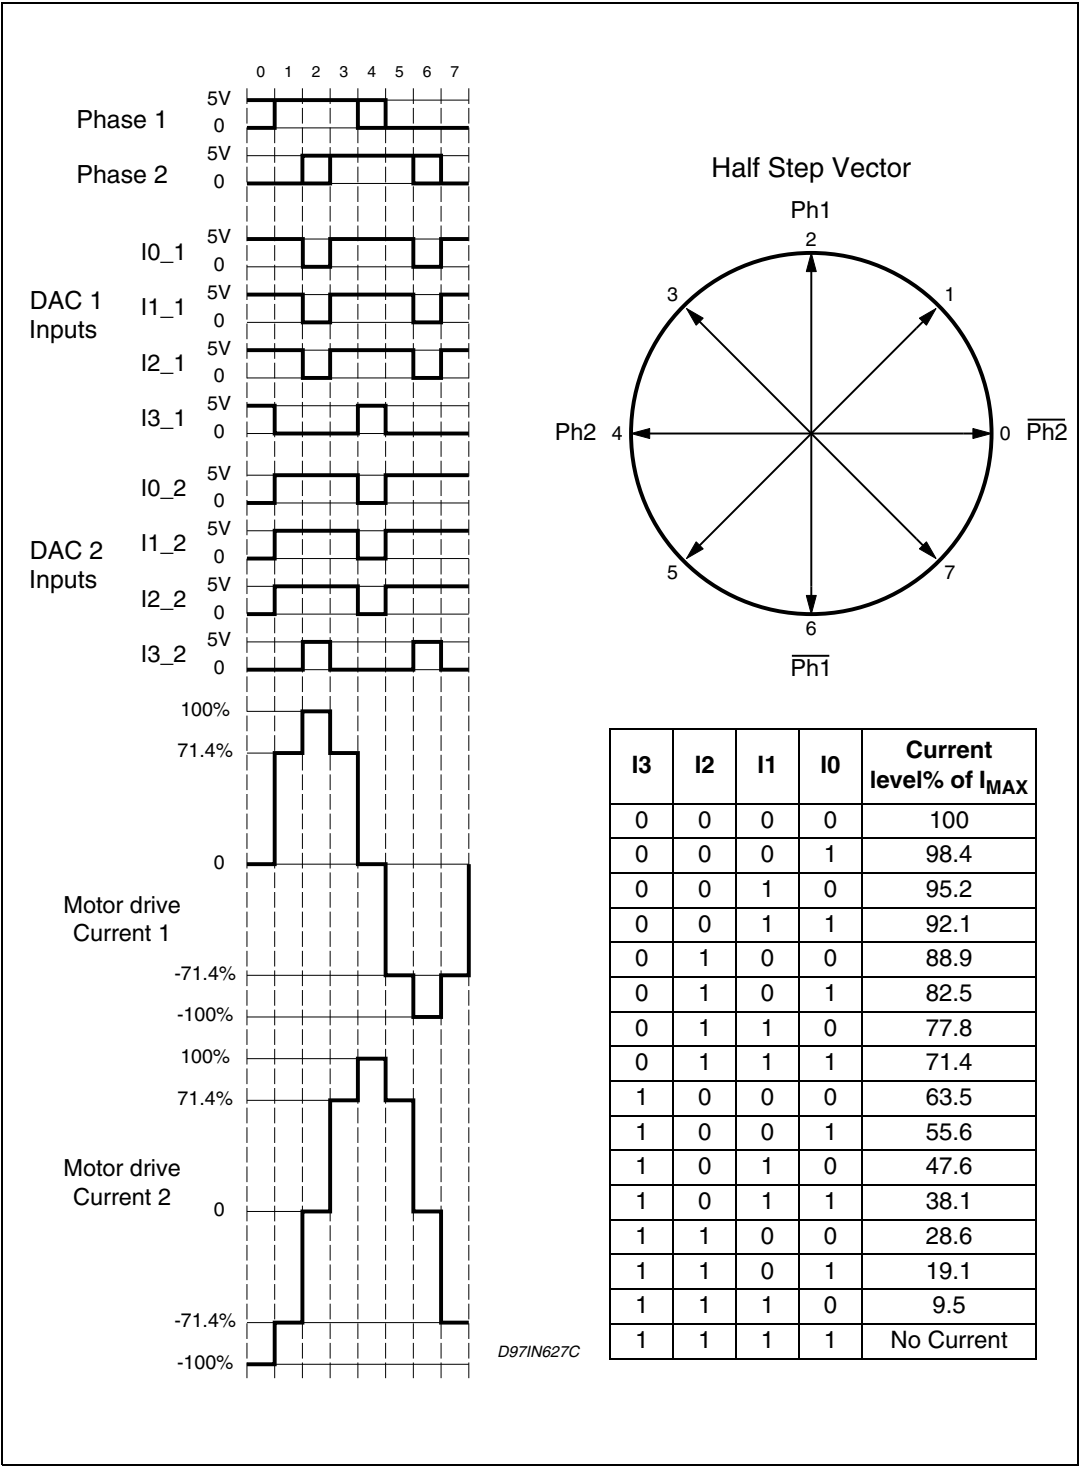 0 1 2 3 4 5 6 7
Phase 1
5V
0
Phase 2
5V
0
DAC 1
Inputs
I0_1
5V
0
I1_1
5V
0
I2_1
5V
0
I3_1
5V
0
DAC 2
Inputs
I0_2
5V
0
I1_2
5V
0
I2_2
5V
0
I3_2
5V
0
Motor drive
Current 1
100%
71.4%
0
-71.4%
-100%
Motor drive
Current 2
100%
71.4%
0
-71.4%
-100%
D97IN627C
Half Step Vector
Ph1
2
3
1
Ph2 4
0 P̅h̅2̅
5
7
6
P̅h̅1̅
I3 I2 I1 I0 Current level% of IMAX
0 0 0 0 100
0 0 0 1 98.4
0 0 1 0 95.2
0 0 1 1 92.1
0 1 0 0 88.9
0 1 0 1 82.5
0 1 1 0 77.8
0 1 1 1 71.4
1 0 0 0 63.5
1 0 0 1 55.6
1 0 1 0 47.6
1 0 1 1 38.1
1 1 0 0 28.6
1 1 0 1 19.1
1 1 1 0 9.5
1 1 1 1 No Current